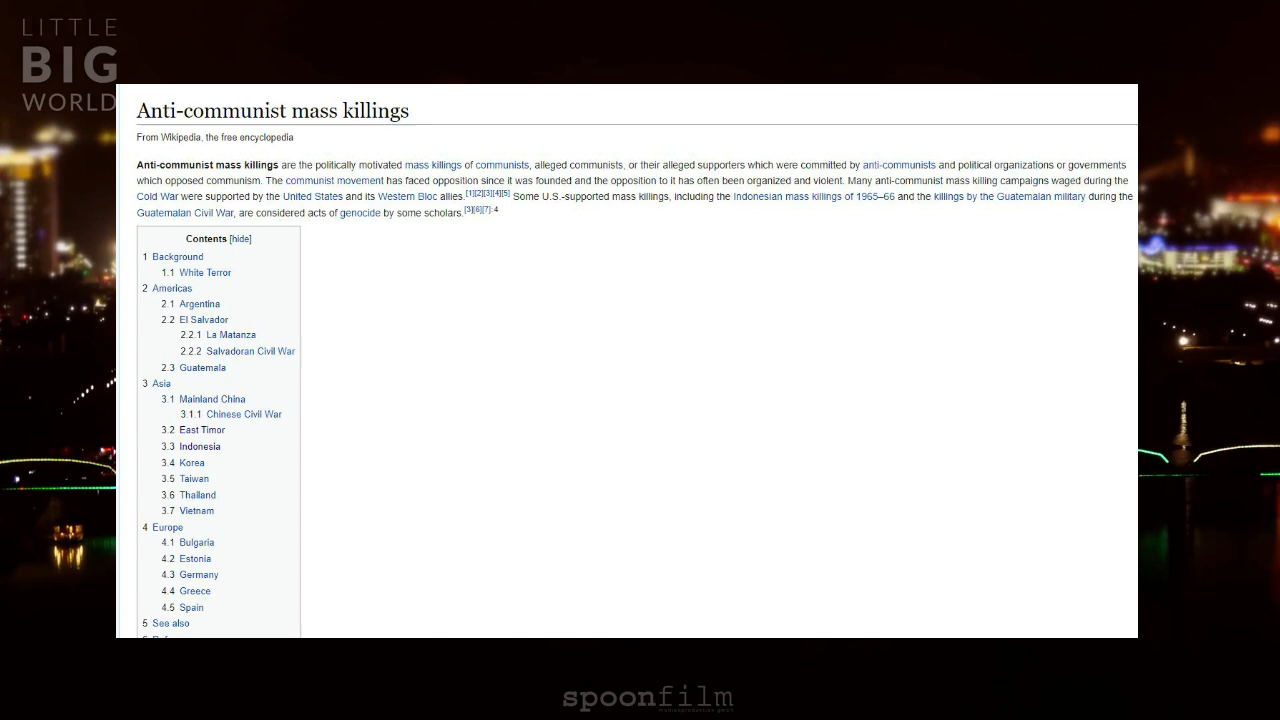 LITTLE
BIG
WORLD
Anti-communist mass killings
From Wikipedia, the free encyclopedia
Anti-communist mass killings are the politically motivated mass killings of communists, alleged communists, or their alleged supporters which were committed by anti-communists and political organizations or governments
which opposed communism. The communist movement has faced opposition since it was founded and the opposition to it has often been organized and violent. Many anti-communist mass killing campaigns waged during the
Cold War were supported by the United States and its Western Bloc allies.[1][2][3][4][5] Some U.S.-supported mass killings, including the Indonesian mass killings of 1965–66 and the killings by the Guatemalan military during the
Guatemalan Civil War, are considered acts of genocide by some scholars.[3][6][7]: 4
Contents [hide]
1 Background
1.1 White Terror
2 Americas
2.1 Argentina
2.2 El Salvador
2.2.1 La Matanza
2.2.2 Salvadoran Civil War
2.3 Guatemala
3 Asia
3.1 Mainland China
3.1.1 Chinese Civil War
3.2 East Timor
3.3 Indonesia
3.4 Korea
3.5 Taiwan
3.6 Thailand
3.7 Vietnam
4 Europe
4.1 Bulgaria
4.2 Estonia
4.3 Germany
4.4 Greece
4.5 Spain
5 See also
spoonfilm